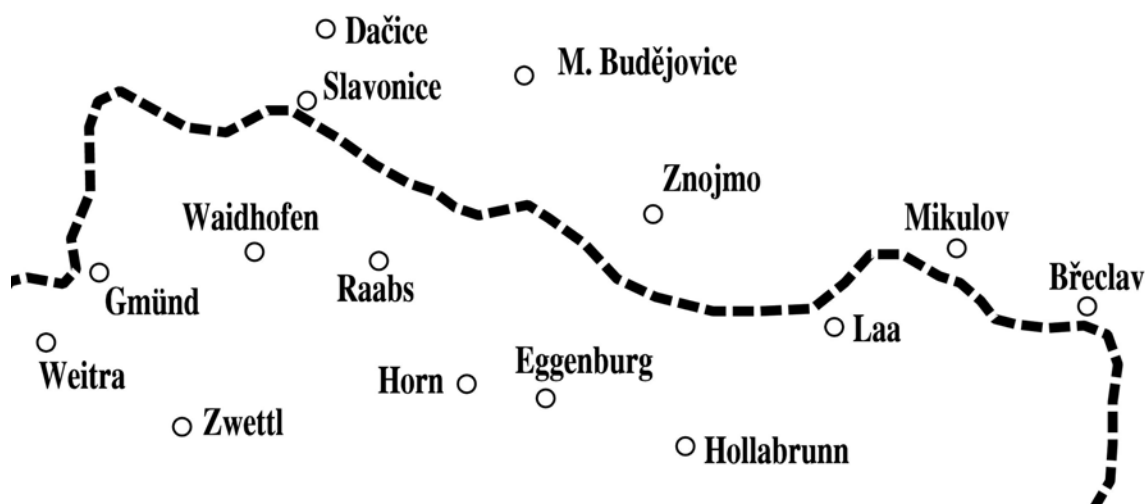 Dačice
M. Budějovice
Slavonice
Znojmo
Waidhofen
Mikulov
Raabs
Břeclav
Gmünd
Laa
Weitra
Eggenburg
Horn
Zwettl
Hollabrunn